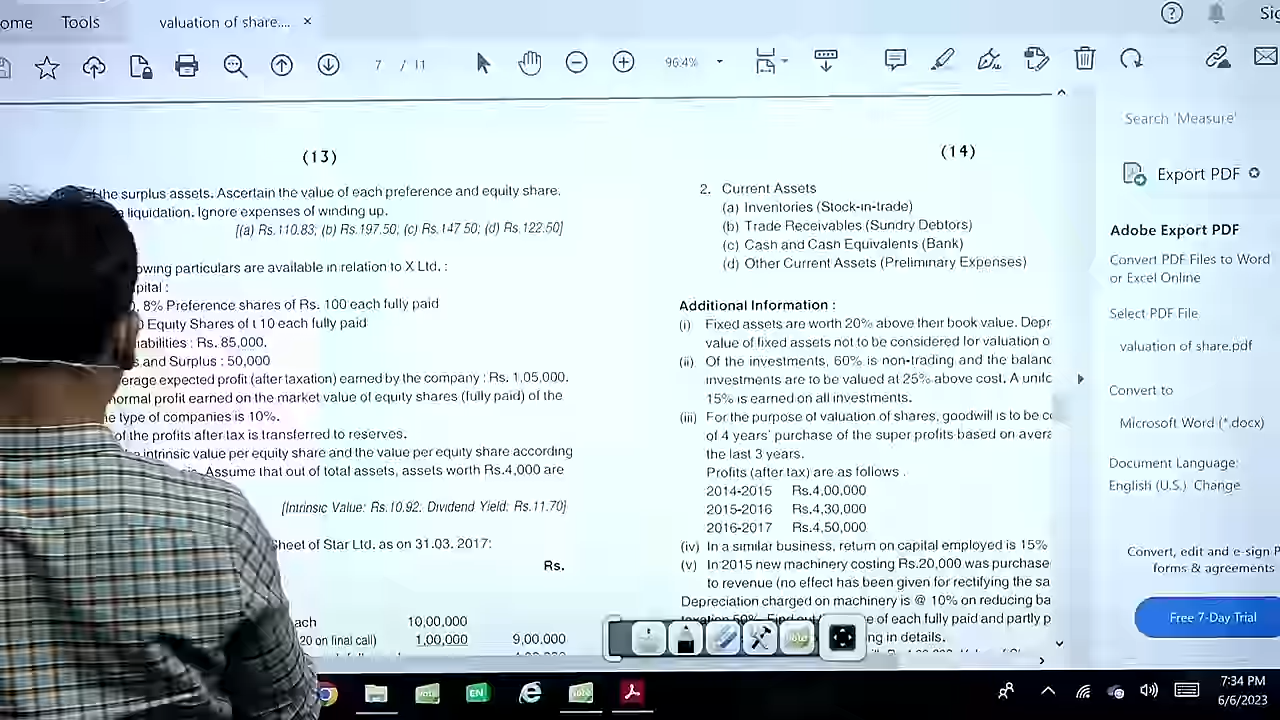 ome Tools valuation of share.... ×
Sig
7 / 11
96.4%
(13)
f the surplus assets. Ascertain the value of each preference and equity share.
liquidation. Ignore expenses of winding up.
[(a) Rs.110.83; (b) Rs.197.50; (c) Rs.147.50; (d) Rs.122.50]
owing particulars are available in relation to X Ltd. :
pital :
8% Preference shares of Rs. 100 each fully paid
Equity Shares of t 10 each fully paid
iabilities : Rs. 85,000.
s and Surplus : 50,000
erage expected profit (after taxation) earned by the company : Rs. 1,05,000.
normal profit earned on the market value of equity shares (fully paid) of the
e type of companies is 10%.
of the profits after tax is transferred to reserves.
intrinsic value per equity share and the value per equity share according
Assume that out of total assets, assets worth Rs.4,000 are
[Intrinsic Value: Rs.10.92; Dividend Yield: Rs.11.70]
Sheet of Star Ltd. as on 31.03. 2017:
Rs.
ach 10,00,000
20 on final call) 1,00,000 9,00,000
(14)
2. Current Assets
(a) Inventories (Stock-in-trade)
(b) Trade Receivables (Sundry Debtors)
(c) Cash and Cash Equivalents (Bank)
(d) Other Current Assets (Preliminary Expenses)
Additional Information :
(i) Fixed assets are worth 20% above their book value. Depr
value of fixed assets not to be considered for valuation o
(ii) Of the investments, 60% is non-trading and the balanc
investments are to be valued at 25% above cost. A unifo
15% is earned on all investments.
(iii) For the purpose of valuation of shares, goodwill is to be co
of 4 years' purchase of the super profits based on avera
the last 3 years.
Profits (after tax) are as follows .
2014-2015 Rs.4,00,000
2015-2016 Rs.4,30,000
2016-2017 Rs.4,50,000
(iv) In a similar business, return on capital employed is 15%
(v) In 2015 new machinery costing Rs.20,000 was purchase
to revenue (no effect has been given for rectifying the sa
Depreciation charged on machinery is @ 10% on reducing ba
e of each fully paid and partly p
ng in details.
Search 'Measure'
Export PDF
Adobe Export PDF
Convert PDF Files to Word
or Excel Online
Select PDF File
valuation of share.pdf
Convert to
Microsoft Word (*.docx)
Document Language:
English (U.S.) Change
Convert, edit and e-sign P
forms & agreements
Free 7-Day Trial
EN
7:34 PM
6/6/2023